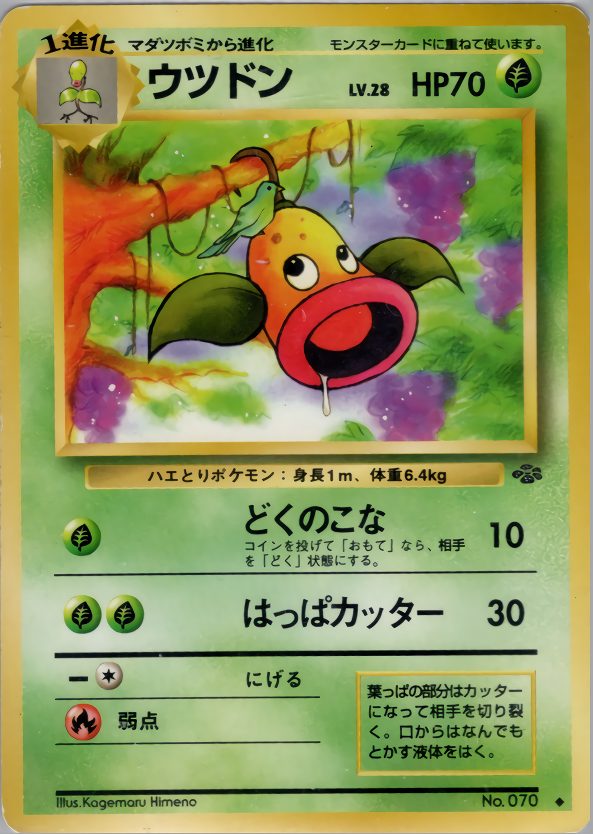 1進化 マダツボミから進化 モンスターカードに重ねて使います。
ウツドン LV.28 HP70
ハエとりポケモン：身長1m、体重6.4kg
どくのこな 10
コインを投げて「おもて」なら、相手
を「どく」状態にする。
はっぱカッター 30
にげる
弱点
葉っぱの部分はカッター
になって相手を切り裂
く。口からはなんでも
とかす液体をはく。
Illus.Kagemaru Himeno No.070